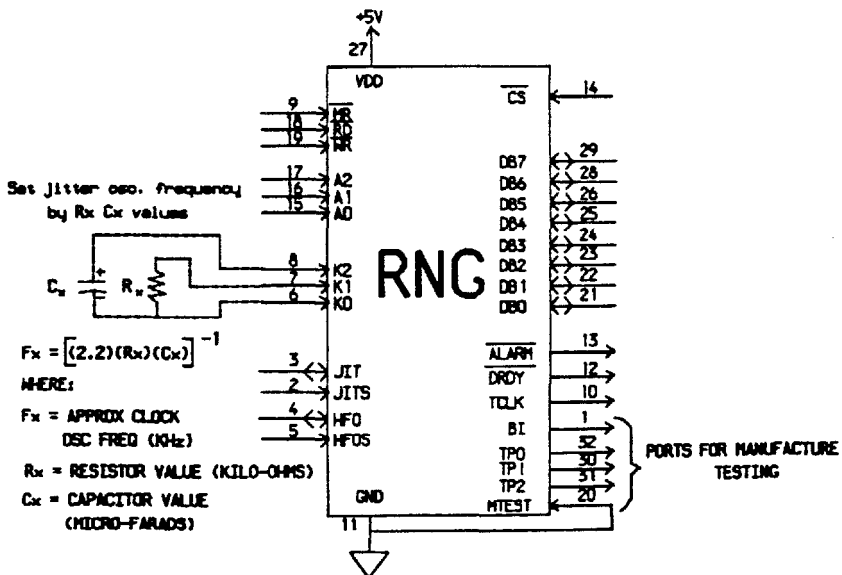 +5V
27
VDD
CS
14
9
MR
18
RD
19
WR
17
A2
16
A1
15
A0
Set jitter osc. frequency
by Rx Cx values
8
K2
7
K1
6
K0
Cx
+
Rx
RNG
DB7
29
DB6
28
DB5
26
DB4
25
DB3
24
DB2
23
DB1
22
DB0
21
Fx = [(2.2)(Rx)(Cx)]⁻¹
WHERE:
Fx = APPROX CLOCK
OSC FREQ (KHz)
Rx = RESISTOR VALUE (KILO-OHMS)
Cx = CAPACITOR VALUE
(MICRO-FARADS)
3
JIT
2
JITS
4
HFO
5
HFOS
ALARM
13
DRDY
12
TCLK
10
BI
1
TP0
32
TP1
30
TP2
31
MTEST
20
PORTS FOR MANUFACTURE
TESTING
GND
11